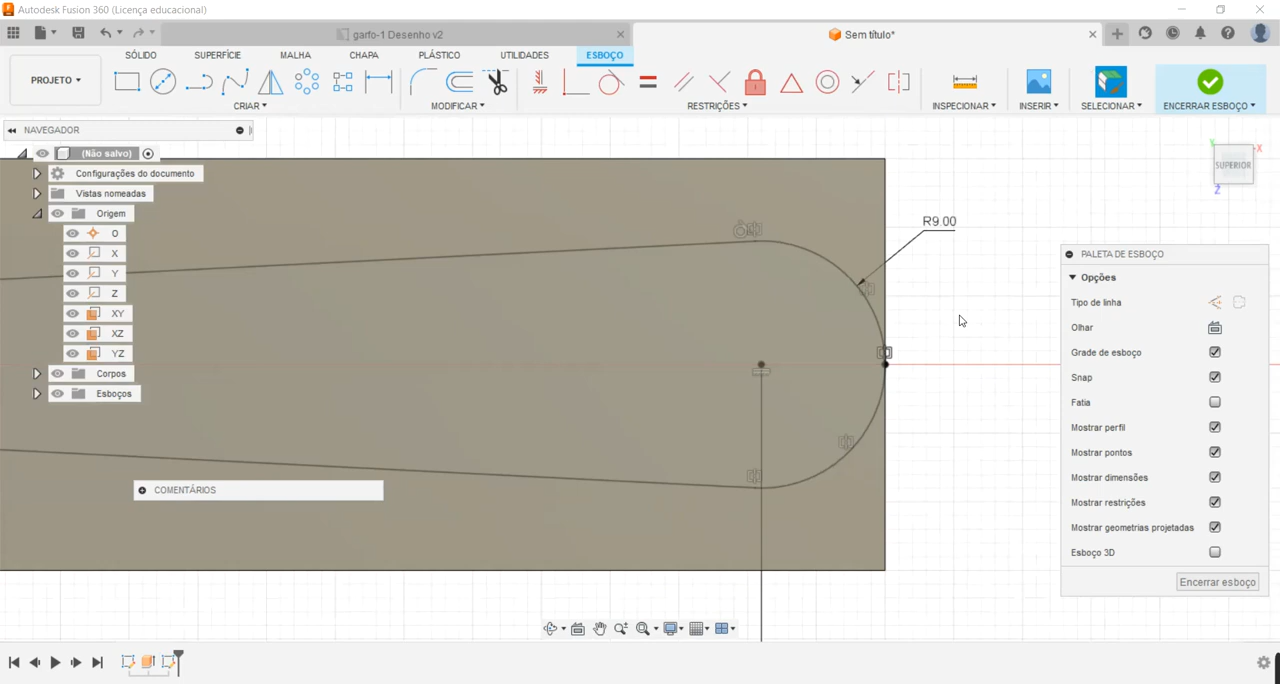 Autodesk Fusion 360 (Licença educacional)
garfo-1 Desenho v2
Sem título*
PROJETO
SÓLIDO
SUPERFÍCIE
MALHA
CHAPA
PLÁSTICO
UTILIDADES
ESBOÇO
CRIAR
MODIFICAR
RESTRIÇÕES
INSPECIONAR
INSERIR
SELECIONAR
ENCERRAR ESBOÇO
NAVEGADOR
(Não salvo)
Configurações do documento
Vistas nomeadas
Origem
O
X
Y
Z
XY
XZ
YZ
Corpos
Esboços
COMENTÁRIOS
R9.00
Y
X
SUPERIOR
Z
PALETA DE ESBOÇO
Opções
Tipo de linha
Olhar
Grade de esboço
Snap
Fatia
Mostrar perfil
Mostrar pontos
Mostrar dimensões
Mostrar restrições
Mostrar geometrias projetadas
Esboço 3D
Encerrar esboço